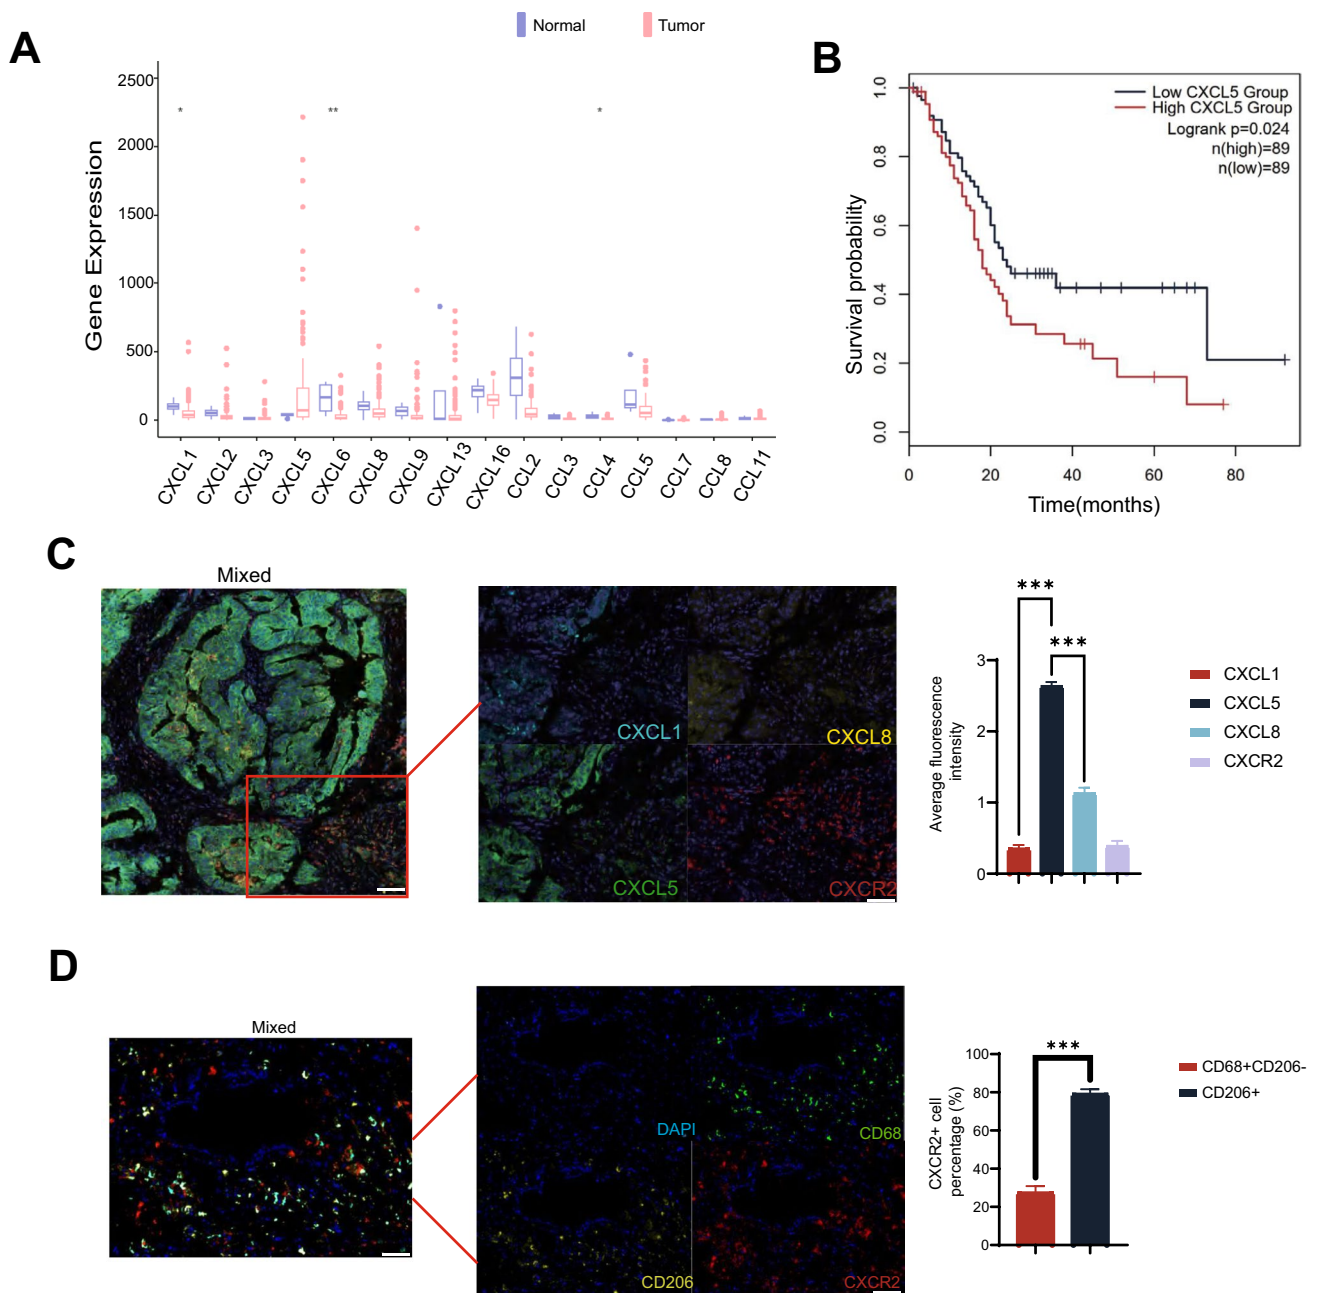 Normal
Tumor
A
2500
2000
1500
1000
500
0
Gene Expression
*
**
*
CXCL1
CXCL2
CXCL3
CXCL5
CXCL6
CXCL8
CXCL9
CXCL13
CXCL16
CCL2
CCL3
CCL4
CCL5
CCL7
CCL8
CCL11
B
Low CXCL5 Group
High CXCL5 Group
Logrank p=0.024
n(high)=89
n(low)=89
Survival probability
1.0
0.8
0.6
0.4
0.2
0.0
0 20 40 60 80
Time(months)
C
Mixed
CXCL1
CXCL8
CXCL5
CXCR2
***
***
Average fluorescence
intensity
3
2
1
0
CXCL1
CXCL5
CXCL8
CXCR2
D
Mixed
DAPI
CD68
CD206
CXCR2
***
CXCR2+ cell
percentage (%)
100
80
60
40
20
0
CD68+CD206-
CD206+